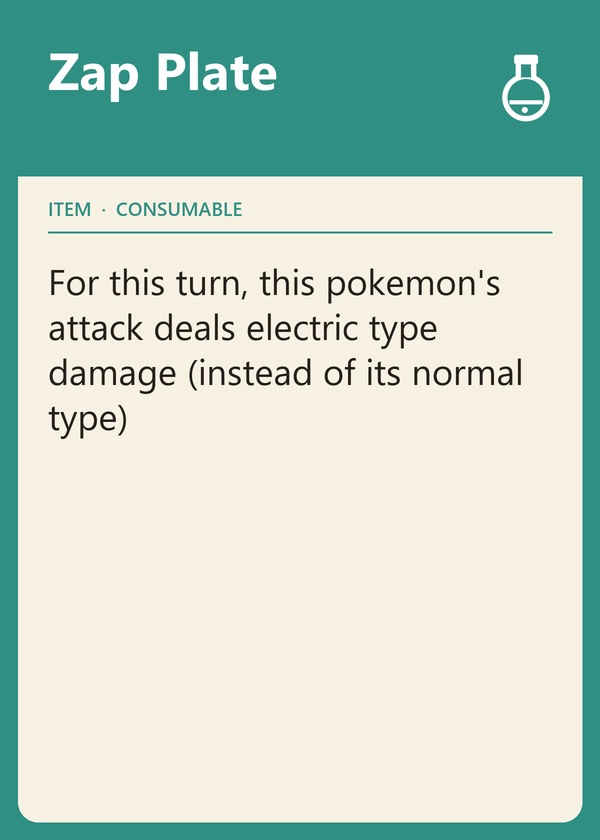 Zap Plate
ITEM · CONSUMABLE
For this turn, this pokemon's
attack deals electric type
damage (instead of its normal
type)